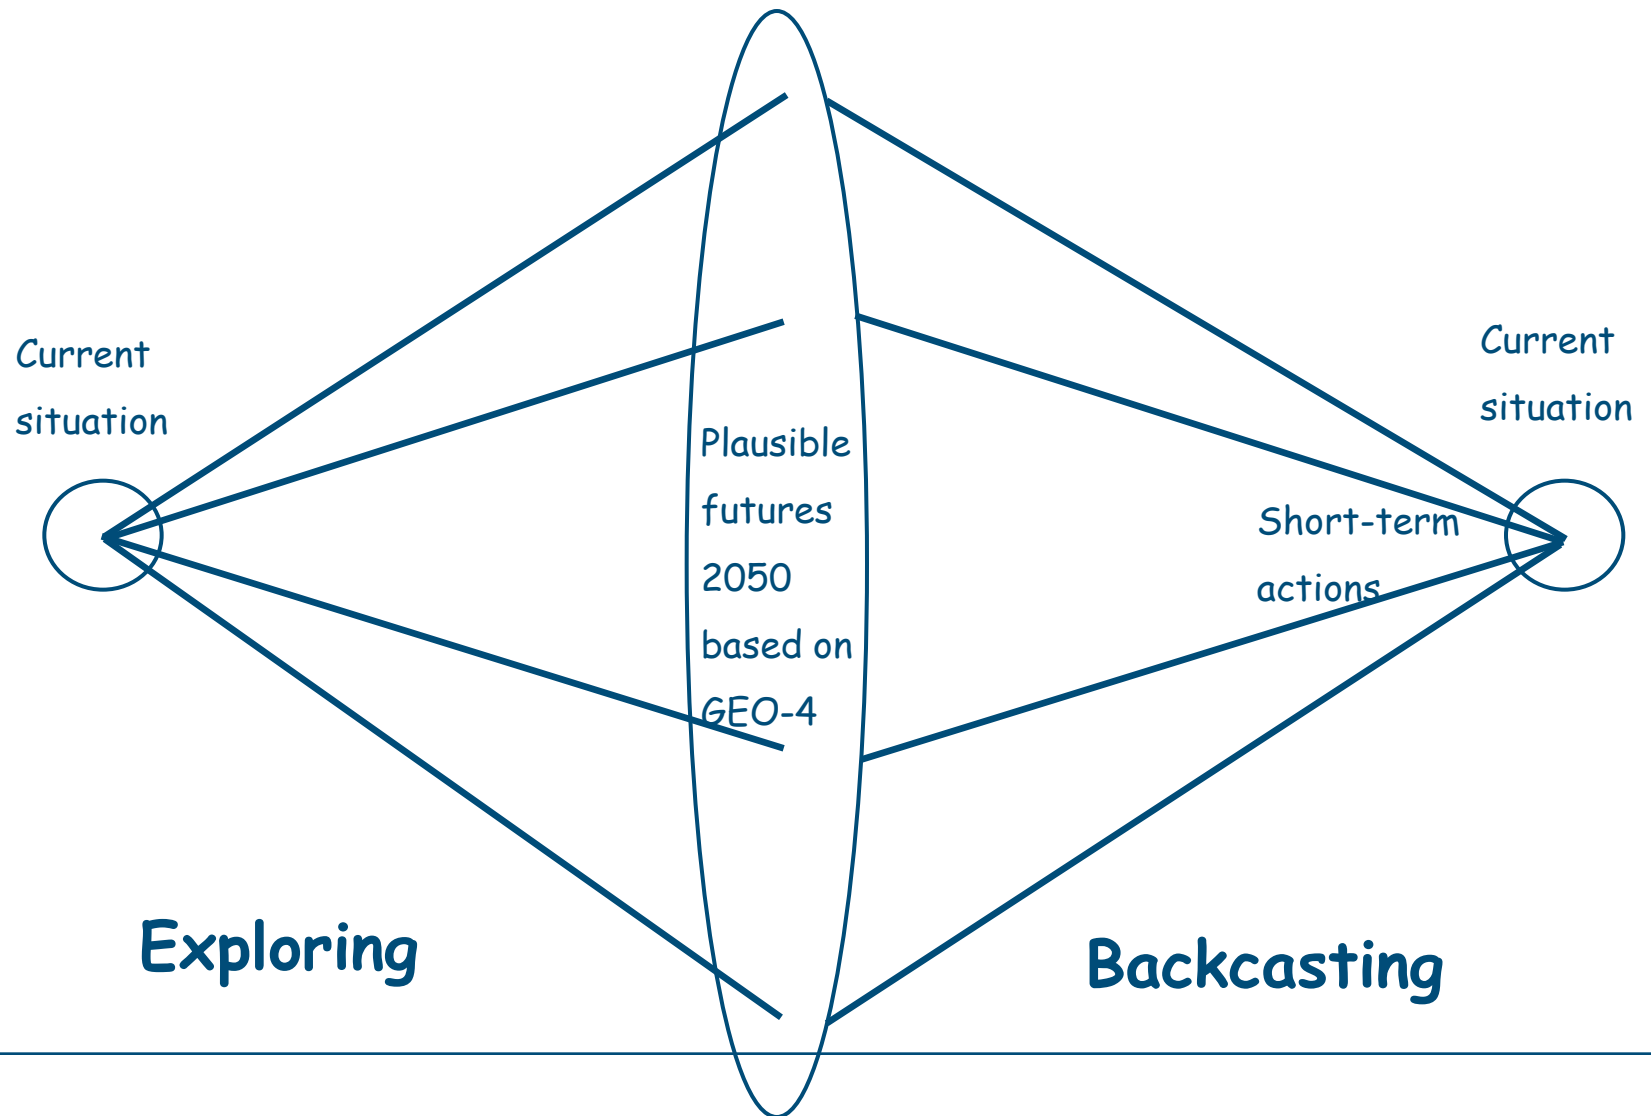 Current
situation
Plausible
futures
2050
based on
GEO-4
Current
situation
Short-term
actions
Exploring
Backcasting